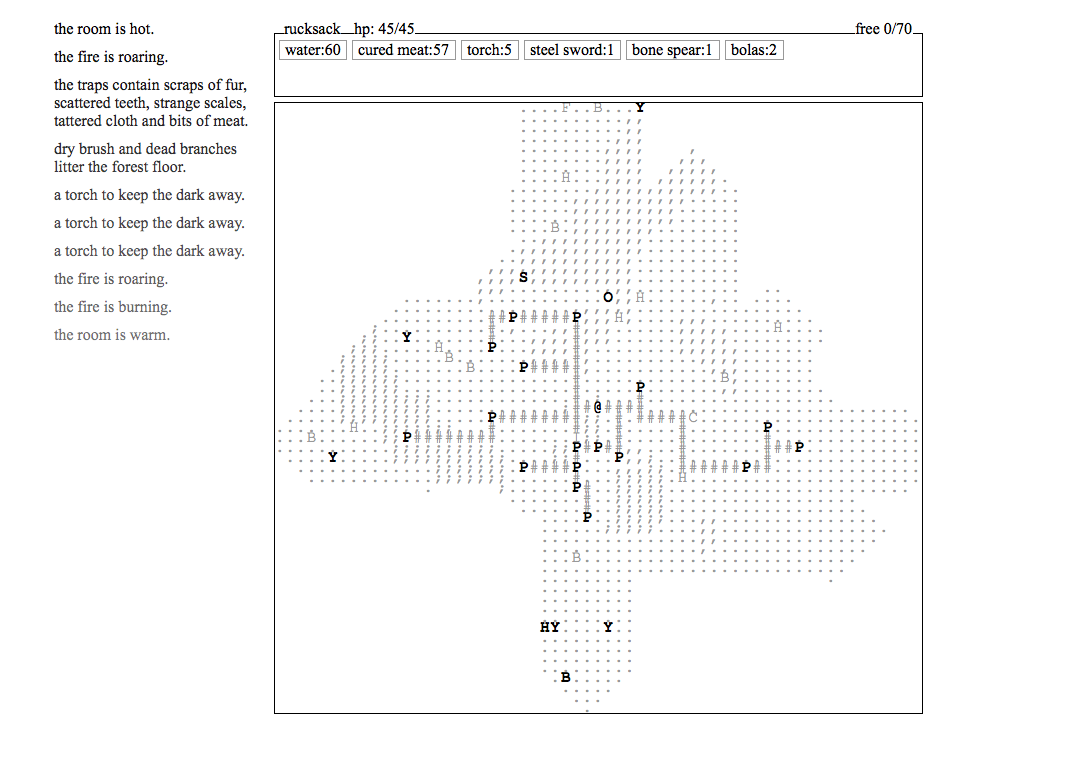 the room is hot.
the fire is roaring.
the traps contain scraps of fur,
scattered teeth, strange scales,
tattered cloth and bits of meat.
dry brush and dead branches
litter the forest floor.
a torch to keep the dark away.
a torch to keep the dark away.
a torch to keep the dark away.
the fire is roaring.
the fire is burning.
the room is warm.
rucksack hp: 45/45 free 0/70
water:60 cured meat:57 torch:5 steel sword:1 bone spear:1 bolas:2
F B Y
H
B
S
O H
P P H H
Y
H P
B
B P
B
P
@
P C
H P
B P P P P
Y P
P P P
H
P
P
B
H Y Y
B